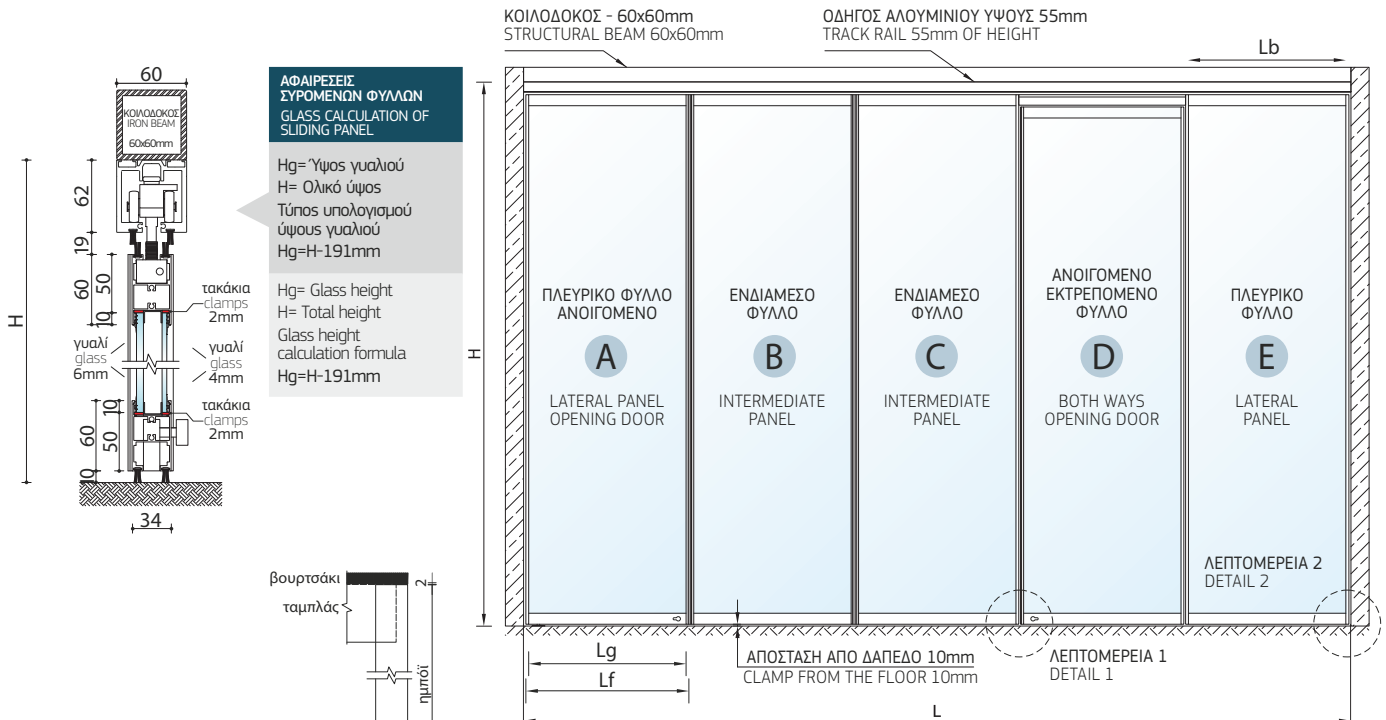 60
ΚΟΙΛΟΔΟΚΟΣ
IRON BEAM
60x60mm
H
62
19
60
50
10
τακάκια
clamps
2mm
γυαλί
glass
6mm
γυαλί
glass
4mm
10
60
50
τακάκια
clamps
2mm
10
34
ΑΦΑΙΡΕΣΕΙΣ
ΣΥΡΟΜΕΝΩΝ ΦΥΛΛΩΝ
GLASS CALCULATION OF
SLIDING PANEL
Hg= Ύψος γυαλιού
H= Ολικό ύψος
Τύπος υπολογισμού
ύψους γυαλιού
Hg=H-191mm
Hg= Glass height
H= Total height
Glass height
calculation formula
Hg=H-191mm
βουρτσάκι
ταμπλάς
2
ημπόϊ
ΚΟΙΛΟΔΟΚΟΣ - 60x60mm
STRUCTURAL BEAM 60x60mm
ΟΔΗΓΟΣ ΑΛΟΥΜΙΝΙΟΥ ΥΨΟΥΣ 55mm
TRACK RAIL 55mm OF HEIGHT
Lb
H
ΠΛΕΥΡΙΚΟ ΦΥΛΛΟ
ΑΝΟΙΓΟΜΕΝΟ
A
LATERAL PANEL
OPENING DOOR
ΕΝΔΙΑΜΕΣΟ
ΦΥΛΛΟ
B
INTERMEDIATE
PANEL
ΕΝΔΙΑΜΕΣΟ
ΦΥΛΛΟ
C
INTERMEDIATE
PANEL
ΑΝΟΙΓΟΜΕΝΟ
ΕΚΤΡΕΠΟΜΕΝΟ
ΦΥΛΛΟ
D
BOTH WAYS
OPENING DOOR
ΠΛΕΥΡΙΚΟ
ΦΥΛΛΟ
E
LATERAL
PANEL
ΛΕΠΤΟΜΕΡΕΙΑ 2
DETAIL 2
Lg
Lf
ΑΠΟΣΤΑΣΗ ΑΠΟ ΔΑΠΕΔΟ 10mm
CLAMP FROM THE FLOOR 10mm
ΛΕΠΤΟΜΕΡΕΙΑ 1
DETAIL 1
L